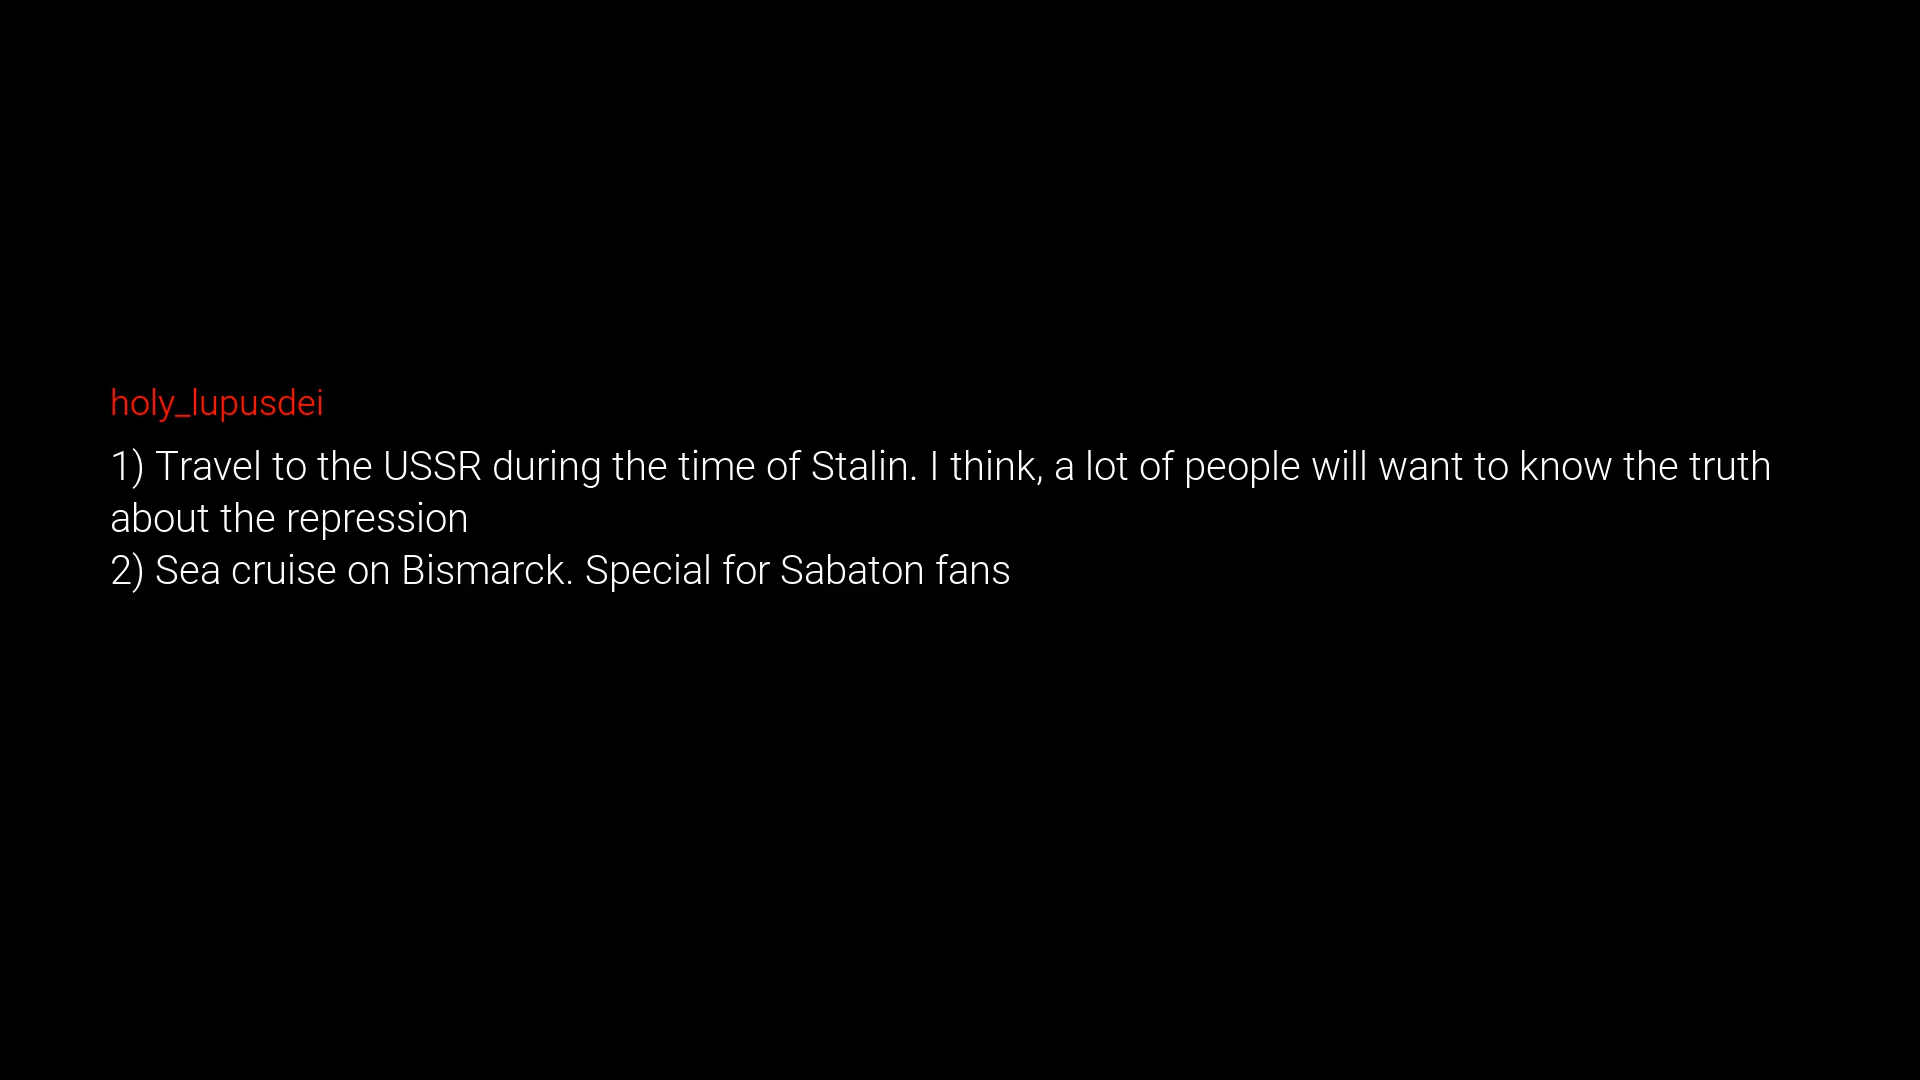 holy_lupusdei
1) Travel to the USSR during the time of Stalin. I think, a lot of people will want to know the truth
about the repression
2) Sea cruise on Bismarck. Special for Sabaton fans